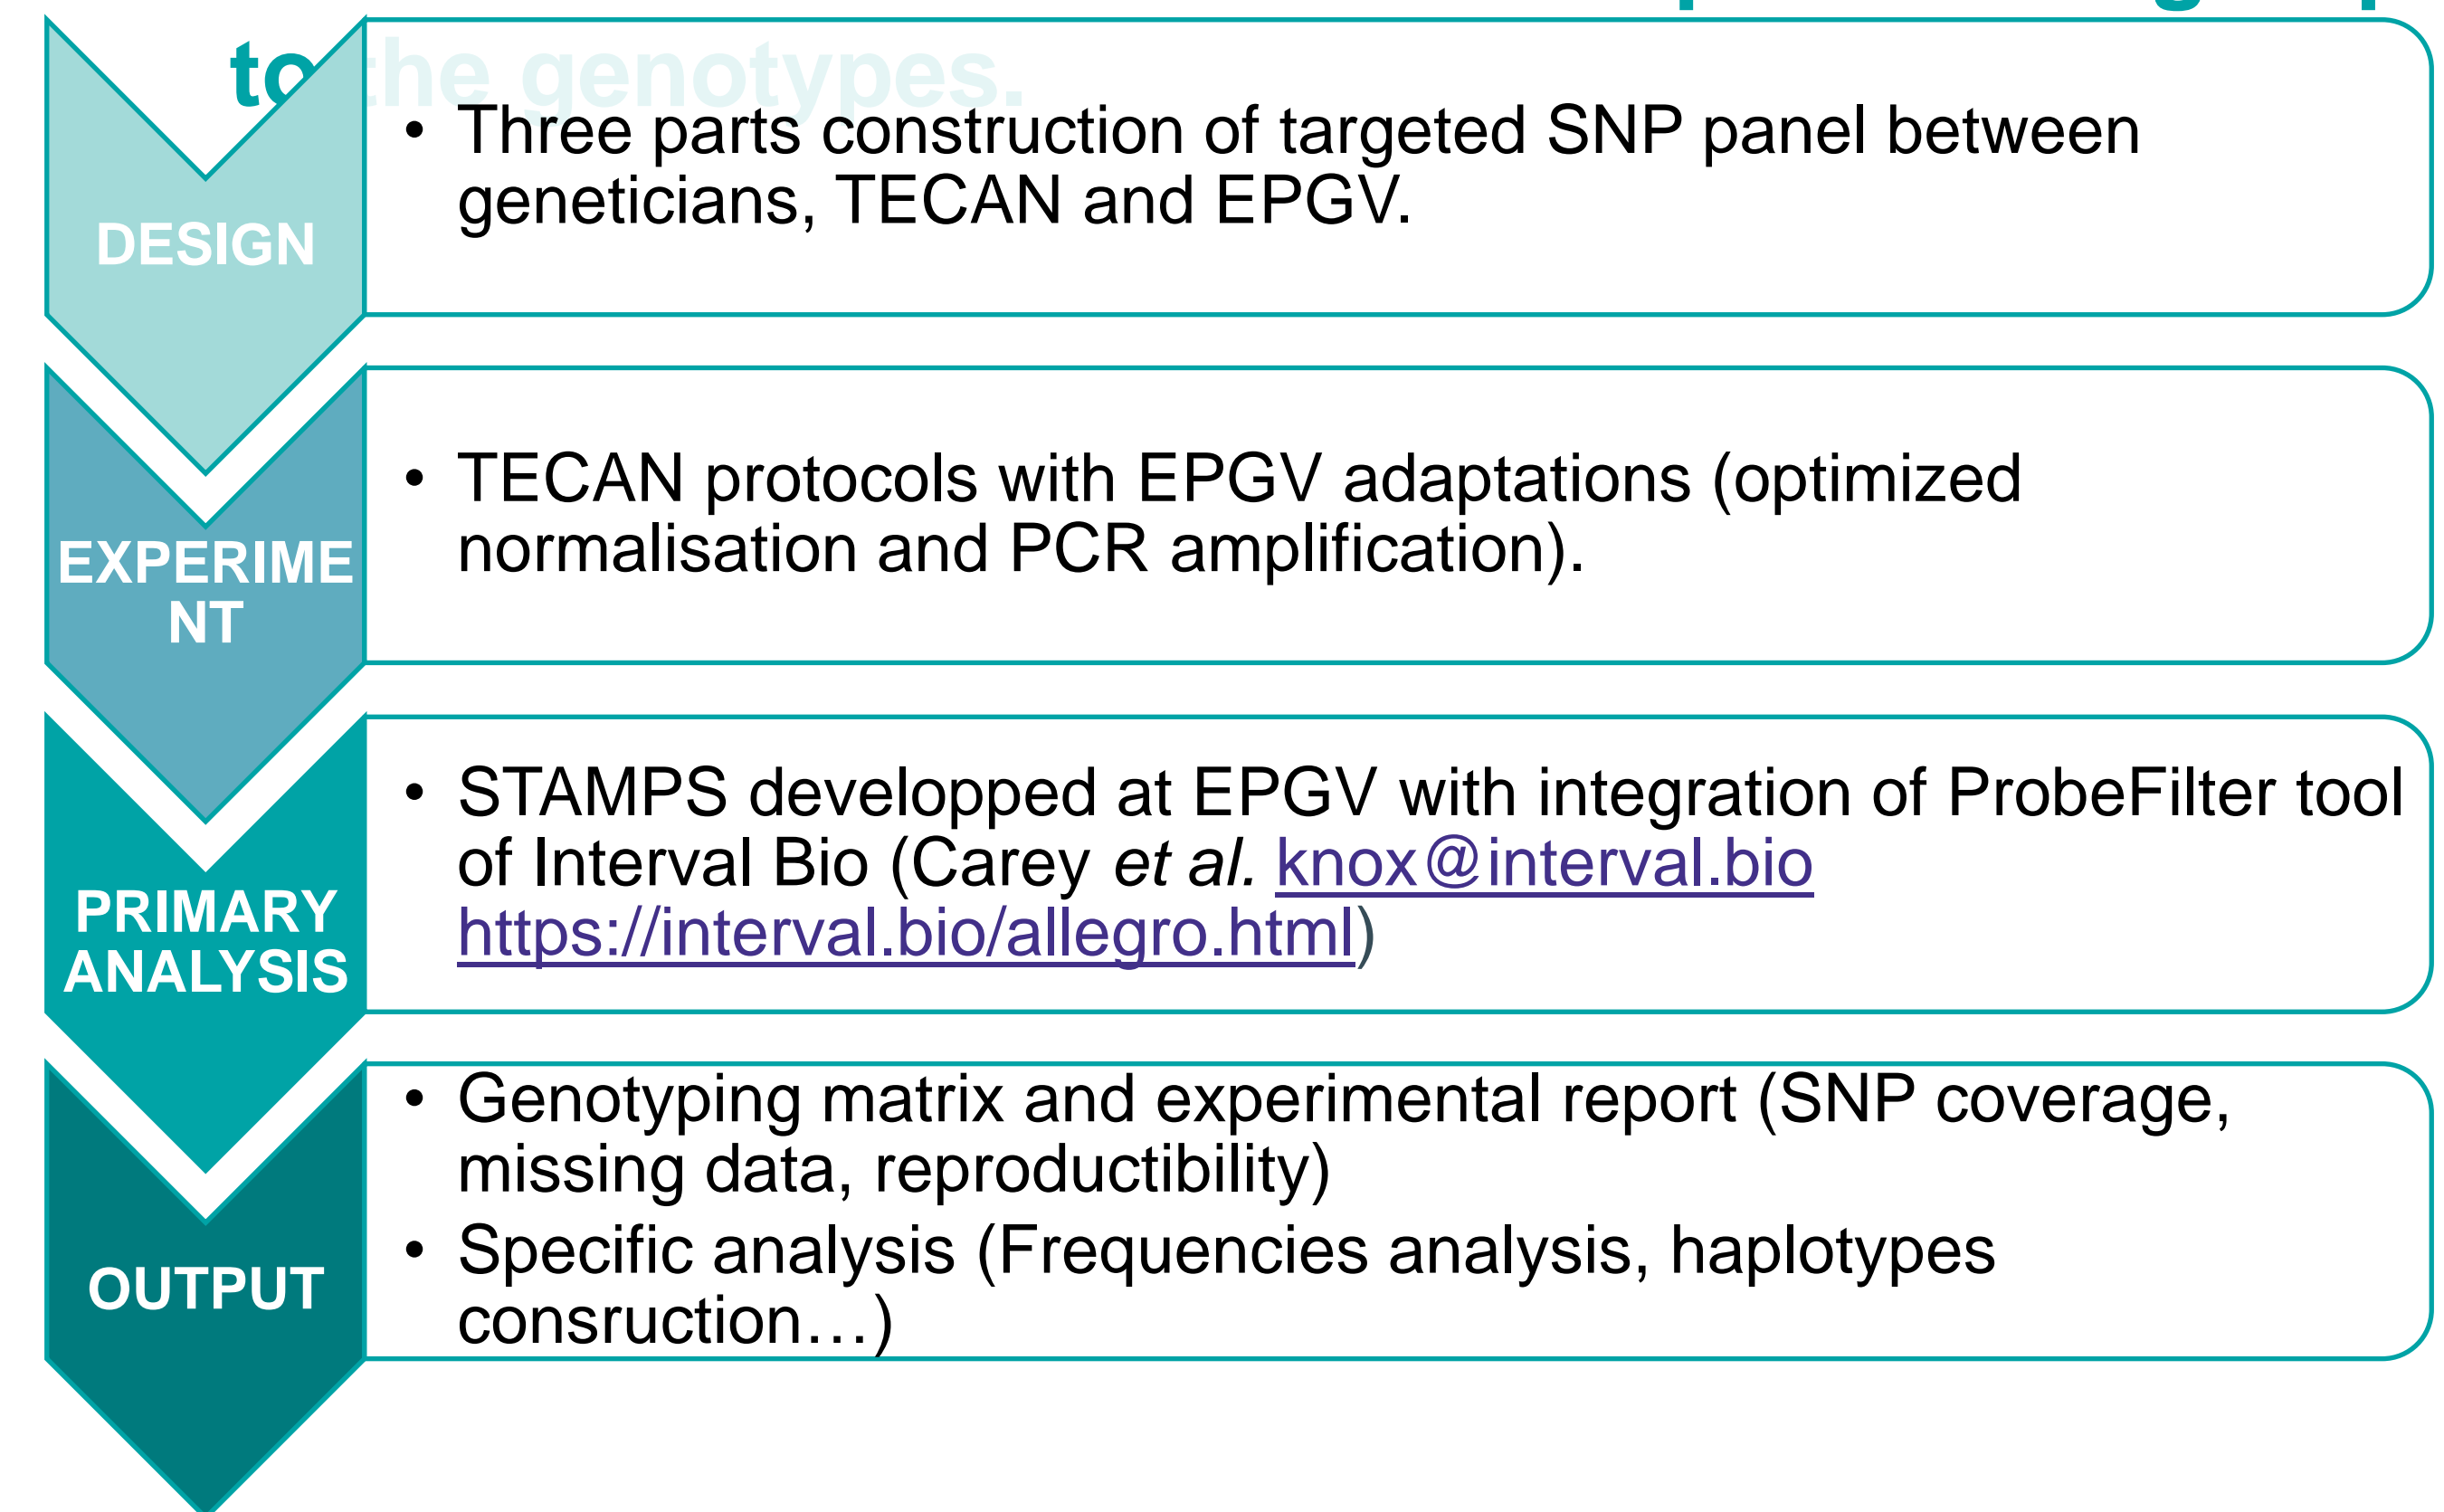 to the genotypes.
• Three parts construction of targeted SNP panel between
geneticians, TECAN and EPGV.
DESIGN
• TECAN protocols with EPGV adaptations (optimized
normalisation and PCR amplification).
EXPERIME
NT
• STAMPS developped at EPGV with integration of ProbeFilter tool
of Interval Bio (Carey et al. knox@interval.bio
https://interval.bio/allegro.html)
PRIMARY
ANALYSIS
• Genotyping matrix and experimental report (SNP coverage,
missing data, reproductibility)
• Specific analysis (Frequencies analysis, haplotypes
consruction…)
OUTPUT